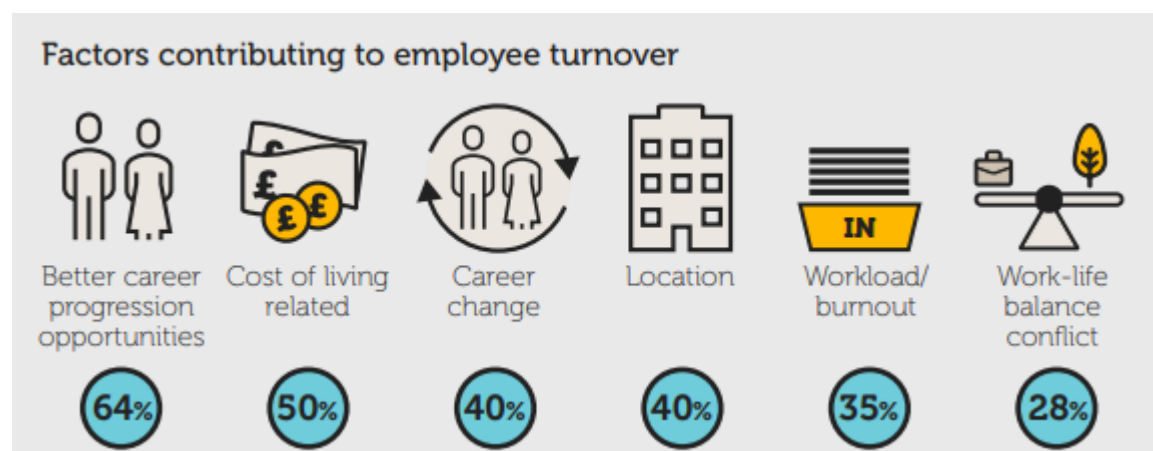 Factors contributing to employee turnover
£
£
£
£
IN
Better career
progression
opportunities
Cost of living
related
Career
change
Location
Workload/
burnout
Work-life
balance
conflict
64%
50%
40%
40%
35%
28%